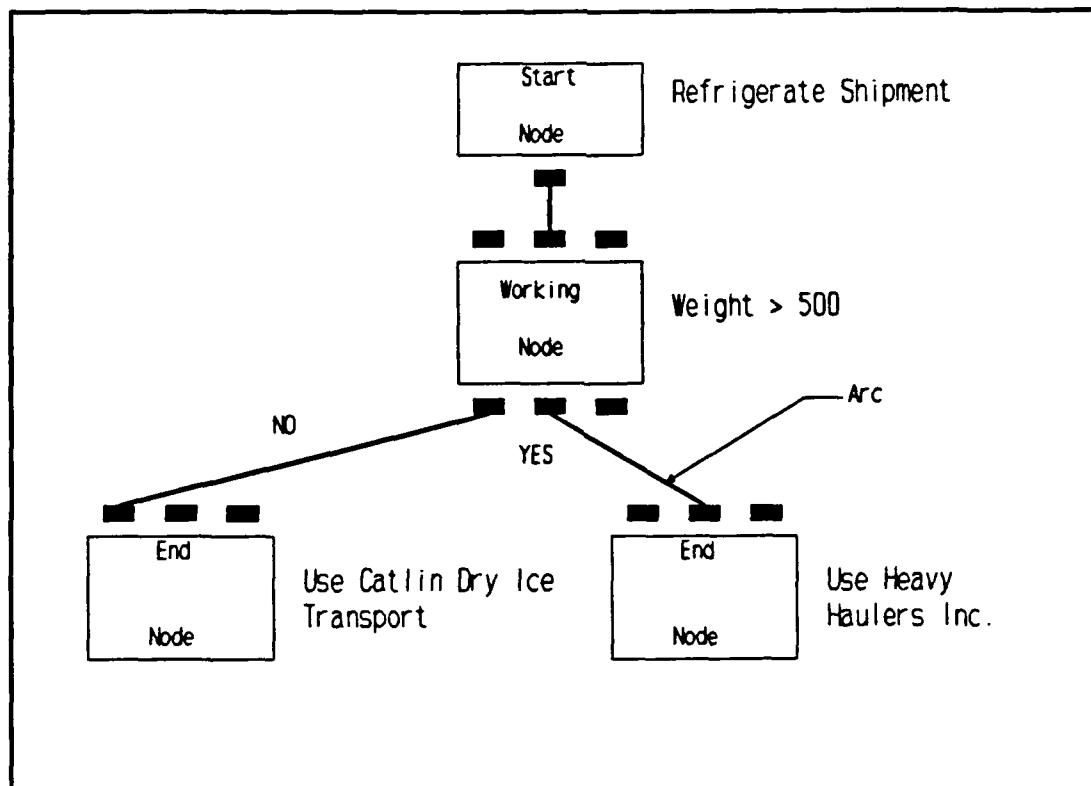 Start
Node
Refrigerate Shipment
Working
Node
Weight > 500
Arc
NO
YES
End
Node
Use Catlin Dry Ice
Transport
End
Node
Use Heavy
Haulers Inc.